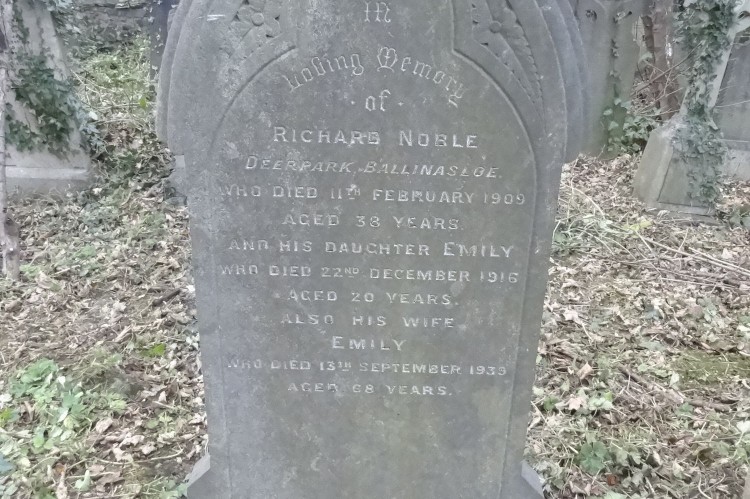 In
Loving Memory
of
RICHARD NOBLE
DEERPARK, BALLINASLOE.
WHO DIED 11TH FEBRUARY 1909
AGED 38 YEARS.
AND HIS DAUGHTER EMILY
WHO DIED 22ND DECEMBER 1916
AGED 20 YEARS.
ALSO HIS WIFE
EMILY
WHO DIED 13TH SEPTEMBER 1939
AGED 68 YEARS.